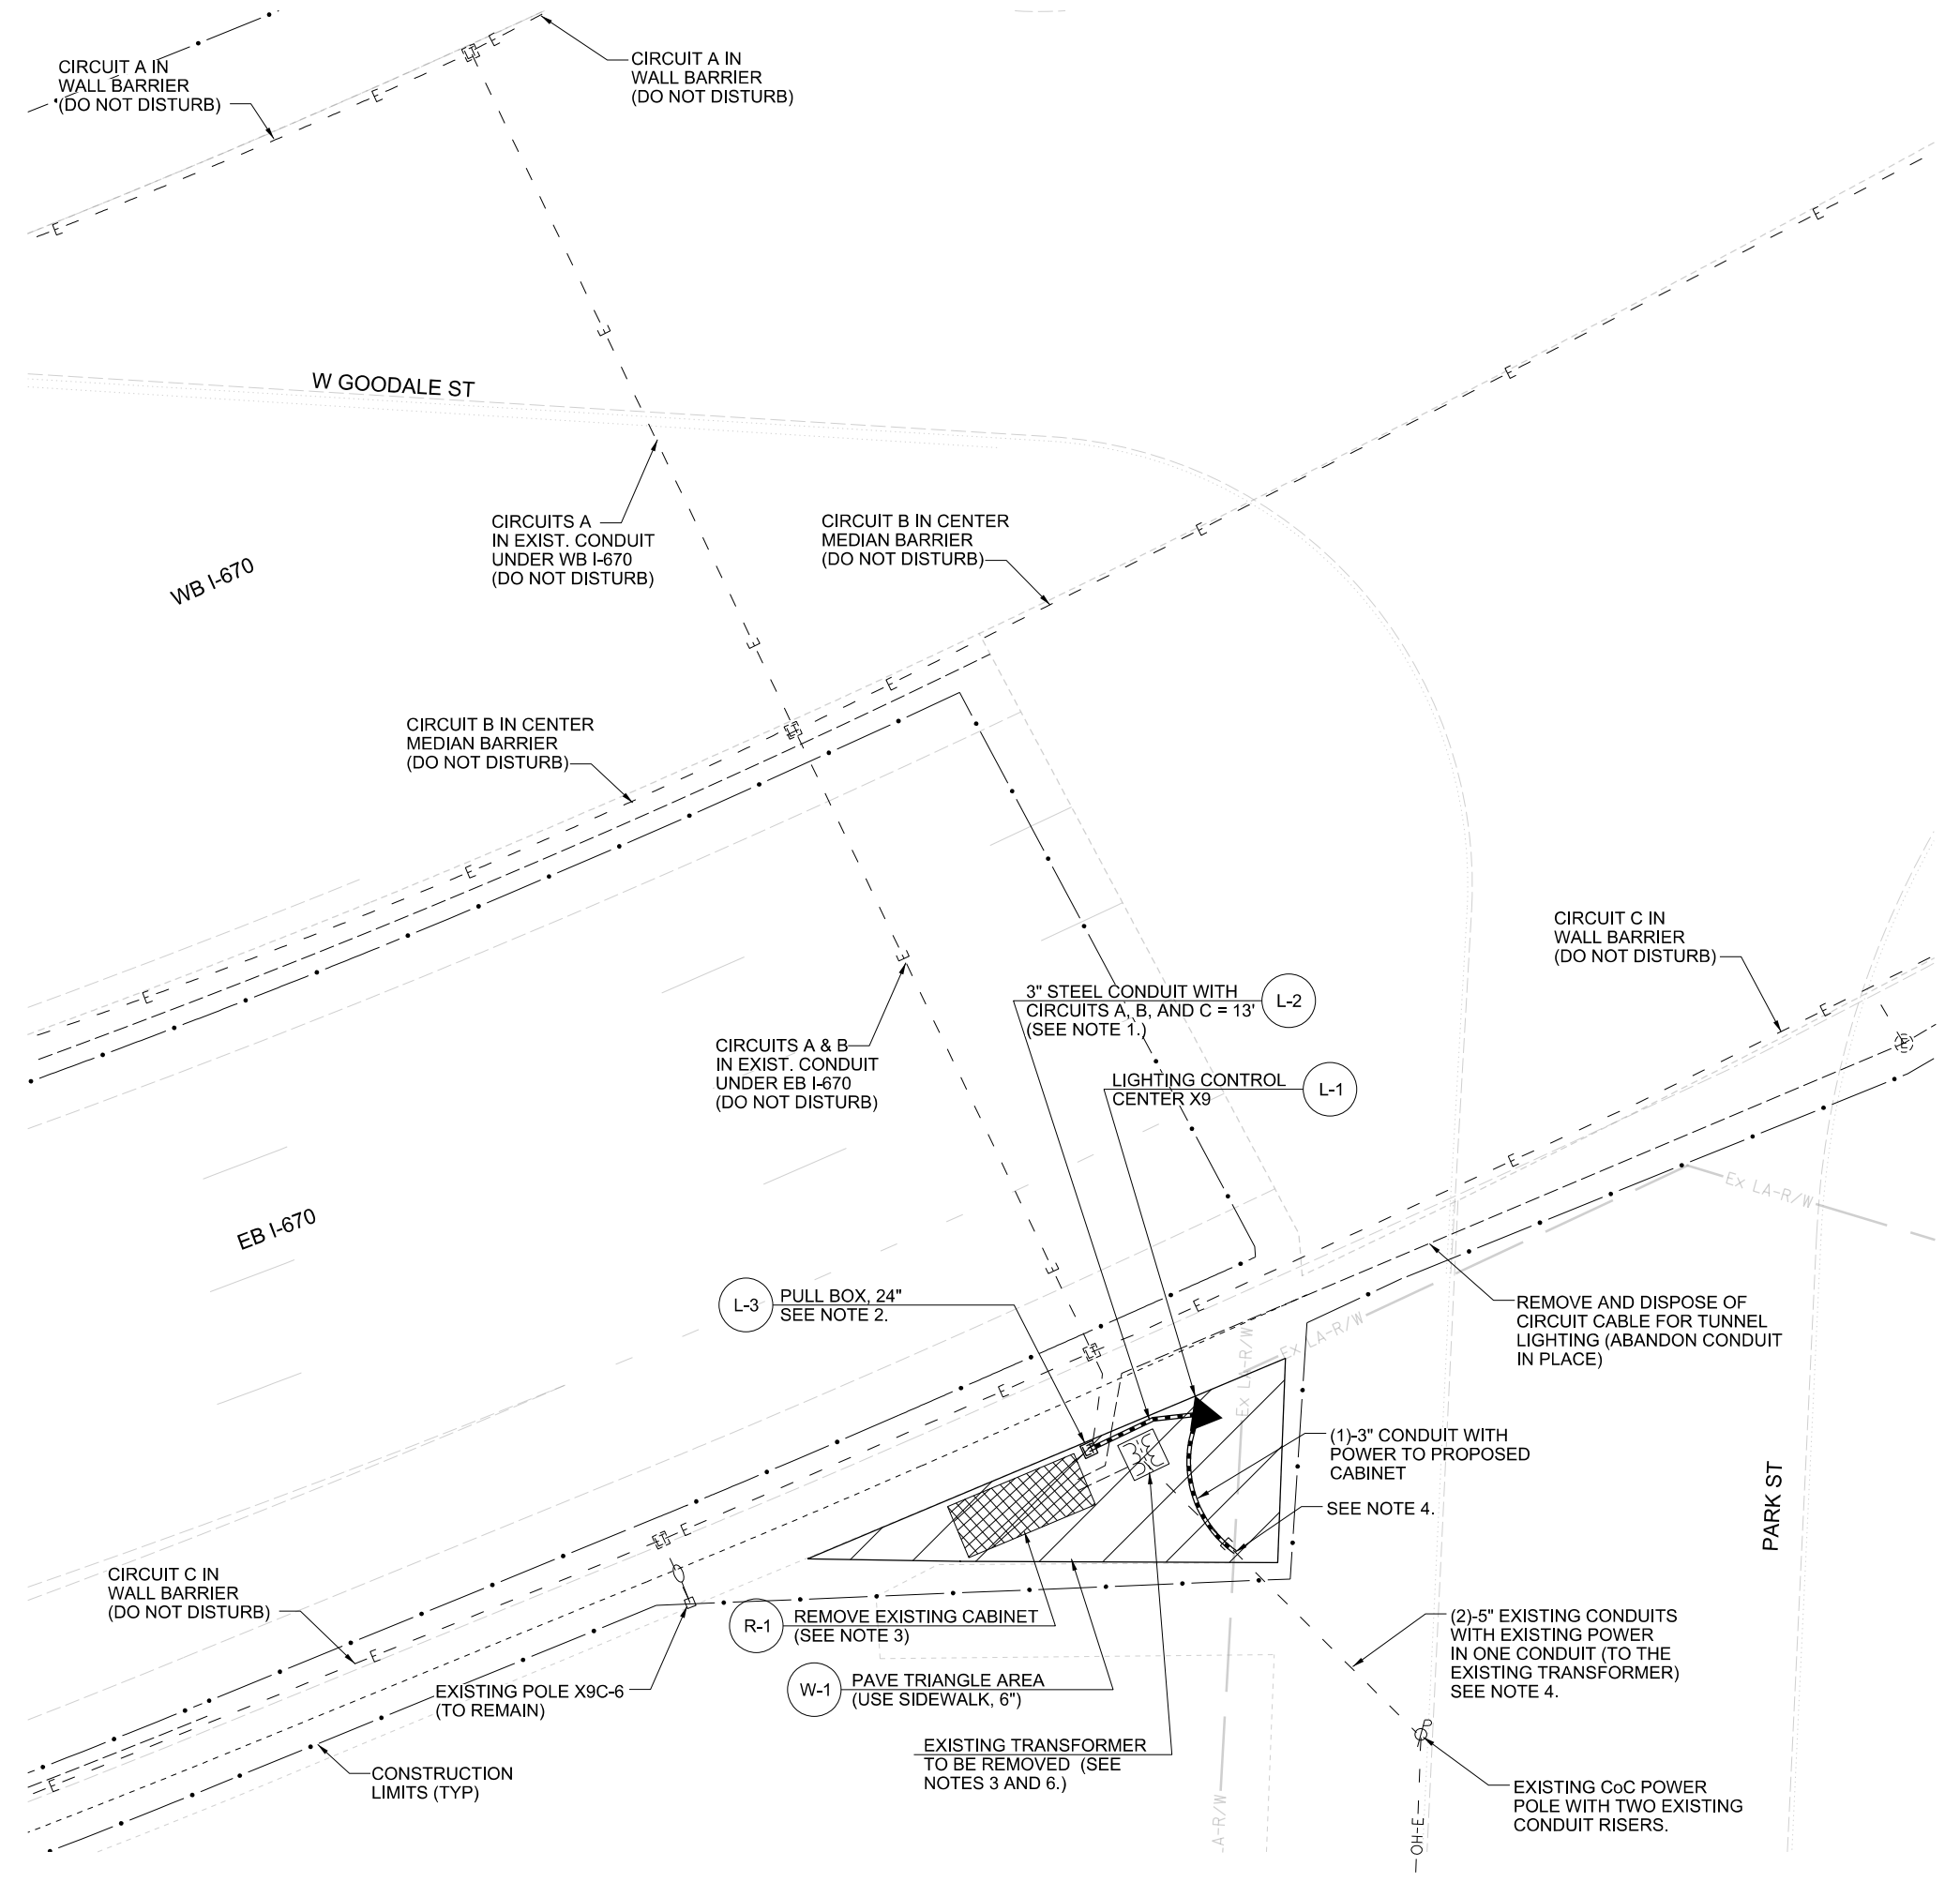 CIRCUIT A IN
WALL BARRIER
(DO NOT DISTURB)
E
E
E
CIRCUIT A IN
WALL BARRIER
(DO NOT DISTURB)
E
E
W GOODALE ST
E
E
CIRCUITS A
IN EXIST. CONDUIT
UNDER WB I-670
(DO NOT DISTURB)
CIRCUIT B IN CENTER
MEDIAN BARRIER
(DO NOT DISTURB)
WB I-670
E
E
CIRCUIT B IN CENTER
MEDIAN BARRIER
(DO NOT DISTURB)
E
E
E
CIRCUIT C IN
WALL BARRIER
(DO NOT DISTURB)
3" STEEL CONDUIT WITH
CIRCUITS A, B, AND C = 13'
(SEE NOTE 1.)
L-2
E
E
CIRCUITS A & B
IN EXIST. CONDUIT
UNDER EB I-670
(DO NOT DISTURB)
LIGHTING CONTROL
CENTER X9
L-1
E
Ex LA-R/W
EB I-670
E
L-3
PULL BOX, 24"
SEE NOTE 2.
E
REMOVE AND DISPOSE OF
CIRCUIT CABLE FOR TUNNEL
LIGHTING (ABANDON CONDUIT
IN PLACE)
Ex LA-R/W
Ex LA-R/W
E
(1)-3" CONDUIT WITH
POWER TO PROPOSED
CABINET
SEE NOTE 4.
PARK ST
E
E
CIRCUIT C IN
WALL BARRIER
(DO NOT DISTURB)
E
R-1
REMOVE EXISTING CABINET
(SEE NOTE 3)
(2)-5" EXISTING CONDUITS
WITH EXISTING POWER
IN ONE CONDUIT (TO THE
EXISTING TRANSFORMER)
SEE NOTE 4.
W-1
PAVE TRIANGLE AREA
(USE SIDEWALK, 6")
EXISTING POLE X9C-6
(TO REMAIN)
EXISTING TRANSFORMER
TO BE REMOVED (SEE
NOTES 3 AND 6.)
P
E
CONSTRUCTION
LIMITS (TYP)
EXISTING CoC POWER
POLE WITH TWO EXISTING
CONDUIT RISERS.
A-R/W
OH-E